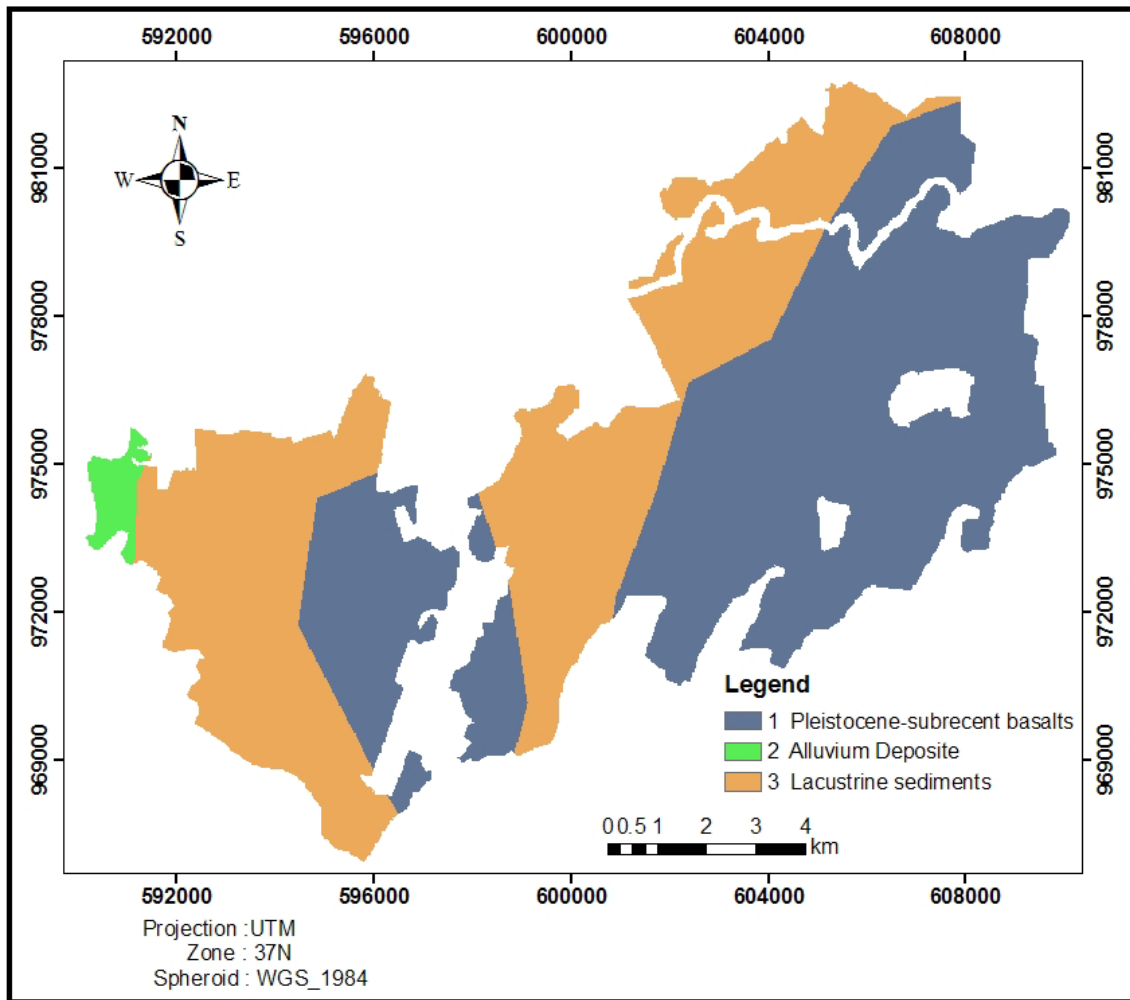 592000 596000 600000 604000 608000
N
W E
S
981000 981000
978000 978000
975000 975000
972000 972000
969000 969000
Legend
1 Pleistocene-subrecent basalts
2 Alluvium Deposite
3 Lacustrine sediments
0 0.5 1 2 3 4
km
592000 596000 600000 604000 608000
Projection :UTM
Zone : 37N
Spheroid : WGS_1984